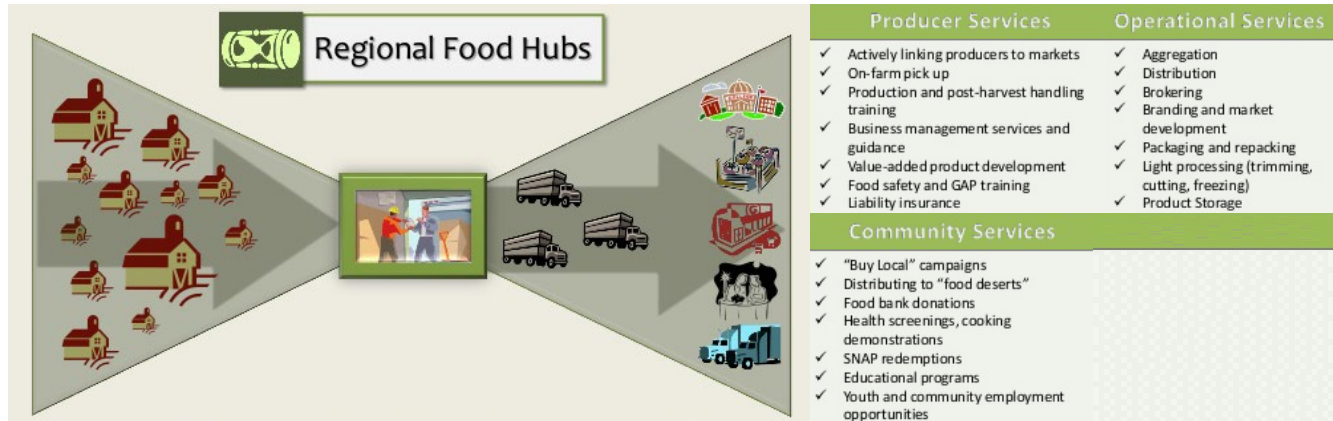 Regional Food Hubs
Producer Services
✓ Actively linking producers to markets
✓ On-farm pick up
✓ Production and post-harvest handling
training
✓ Business management services and
guidance
✓ Value-added product development
✓ Food safety and GAP training
✓ Liability insurance
Operational Services
✓ Aggregation
✓ Distribution
✓ Brokering
✓ Branding and market
development
✓ Packaging and repacking
✓ Light processing (trimming,
cutting, freezing)
✓ Product Storage
Community Services
✓ “Buy Local” campaigns
✓ Distributing to “food deserts”
✓ Food bank donations
✓ Health screenings, cooking
demonstrations
✓ SNAP redemptions
✓ Educational programs
✓ Youth and community employment
opportunities